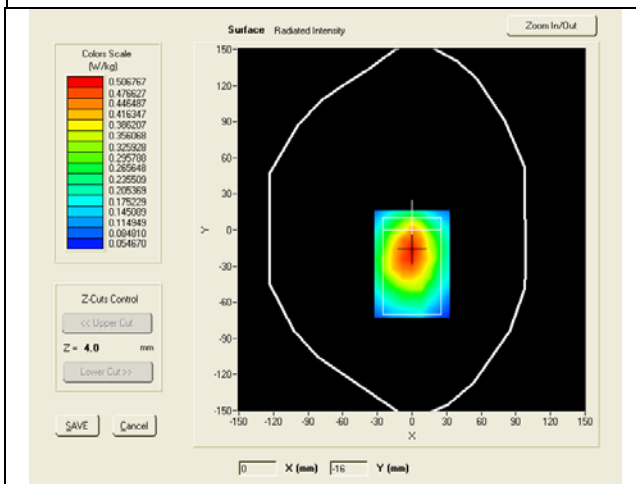 Surface Radiated Intensity
Zoom In/Out
Colors Scale
(W/kg)
0.506767
0.476627
0.446487
0.416347
0.386207
0.356068
0.325928
0.295788
0.265648
0.235509
0.205369
0.175229
0.145089
0.114949
0.084810
0.054670
Z-Cuts Control
<< Upper Cut
Z = 4.0 mm
Lower Cut >>
SAVE Cancel
150
120
90
60
30
0
-30
-60
-90
-120
-150
Y
-150 -120 -90 -60 -30 0 30 60 90 120 150
X
0 X (mm) -16 Y (mm)